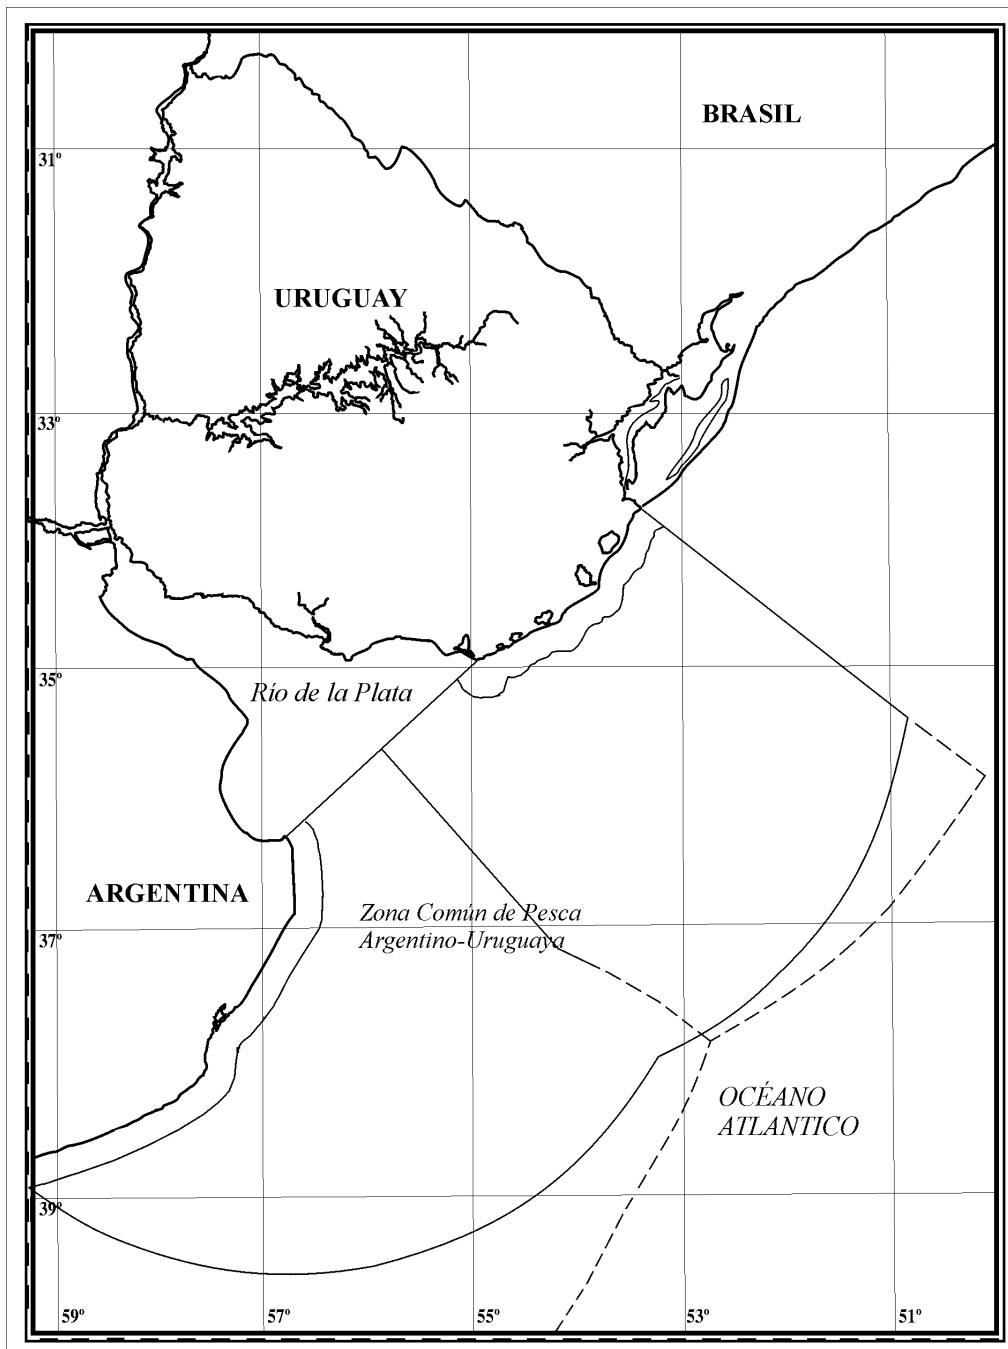 BRASIL
31º
URUGUAY
33º
35º
Río de la Plata
ARGENTINA
Zona Común de Pesca
Argentino-Uruguaya
37º
OCÉANO
ATLANTICO
39º
59º
57º
55º
53º
51º